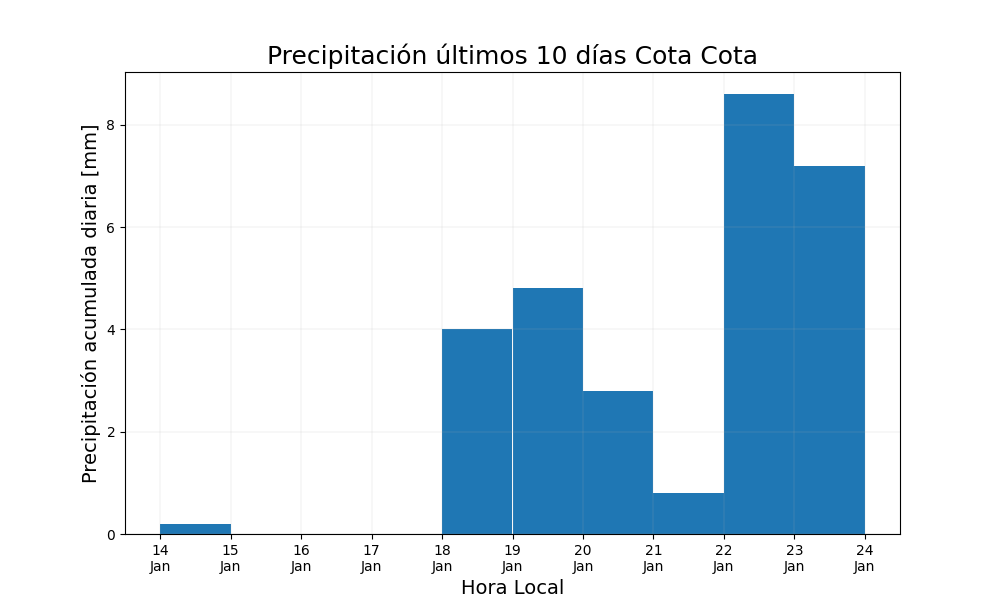 Precipitación últimos 10 días Cota Cota
Precipitación acumulada diaria [mm]
8
6
4
2
0
14 15 16 17 18 19 20 21 22 23 24
Jan Jan Jan Jan Jan Jan Jan Jan Jan Jan Jan
Hora Local